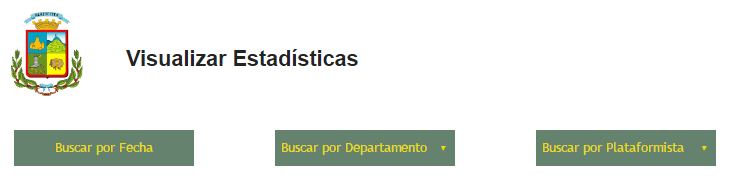 Visualizar Estadísticas
Buscar por Fecha
Buscar por Departamento
Buscar por Plataformista